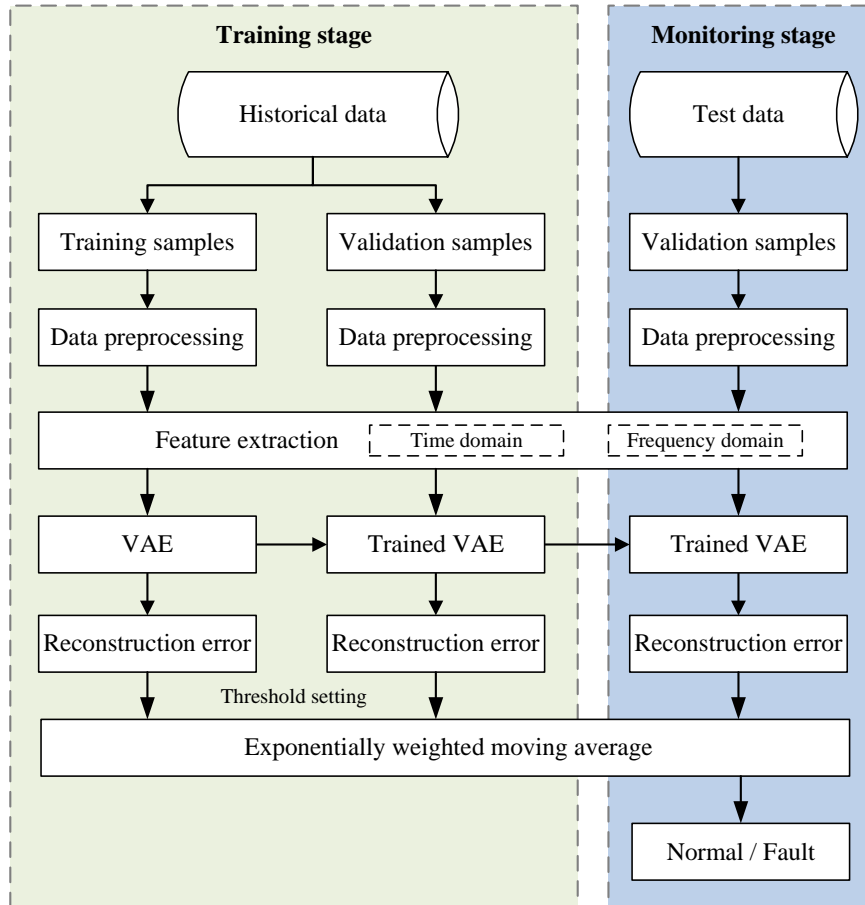 Training stage
Monitoring stage
Historical data
Test data
Training samples
Validation samples
Validation samples
Data preprocessing
Data preprocessing
Data preprocessing
Feature extraction
Time domain
Frequency domain
VAE
Trained VAE
Trained VAE
Reconstruction error
Reconstruction error
Reconstruction error
Threshold setting
Exponentially weighted moving average
Normal / Fault